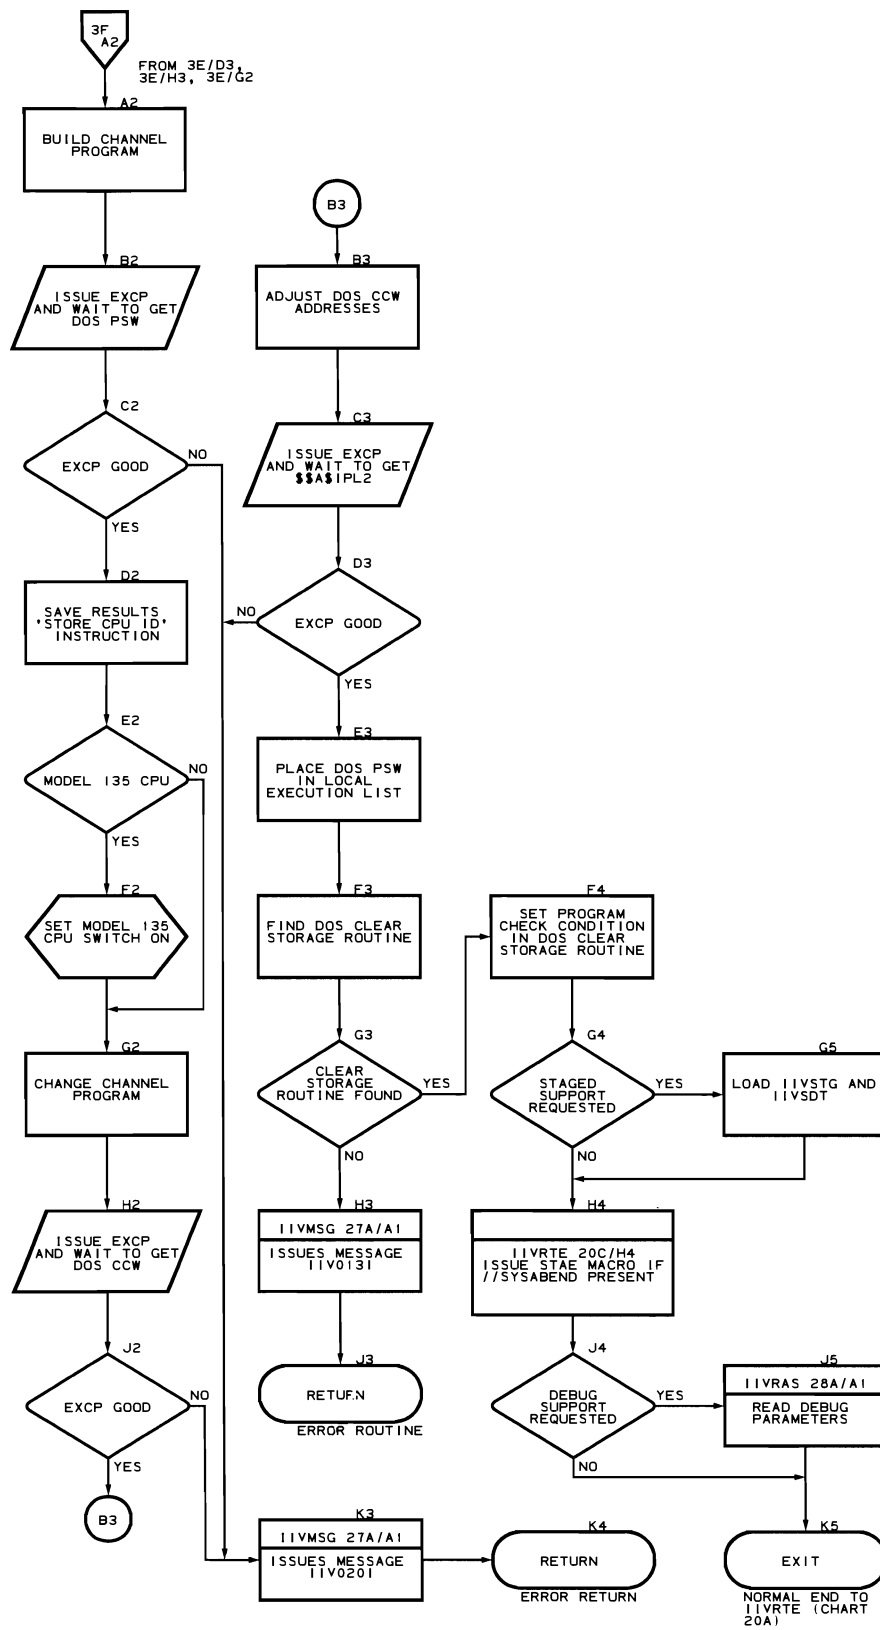 3F
A2
FROM 3E/D3,
3E/H3, 3E/G2
A2
BUILD CHANNEL
PROGRAM
B2
ISSUE EXCP
AND WAIT TO GET
DOS PSW
C2
EXCP GOOD
NO
YES
D2
SAVE RESULTS
'STORE CPU ID'
INSTRUCTION
E2
MODEL 135 CPU
NO
YES
F2
SET MODEL 135
CPU SWITCH ON
G2
CHANGE CHANNEL
PROGRAM
H2
ISSUE EXCP
AND WAIT TO GET
DOS CCW
J2
EXCP GOOD
NO
YES
B3
B3
B3
ADJUST DOS CCW
ADDRESSES
C3
ISSUE EXCP
AND WAIT TO GET
$$A$IPL2
D3
NO
EXCP GOOD
YES
E3
PLACE DOS PSW
IN LOCAL
EXECUTION LIST
F3
FIND DOS CLEAR
STORAGE ROUTINE
G3
CLEAR
STORAGE
ROUTINE FOUND
YES
NO
H3
IIVMSG 27A/A1
ISSUES MESSAGE
IIV013I
J3
RETURN
ERROR ROUTINE
K3
IIVMSG 27A/A1
ISSUES MESSAGE
IIV020I
F4
SET PROGRAM
CHECK CONDITION
IN DOS CLEAR
STORAGE ROUTINE
G4
STAGED
SUPPORT
REQUESTED
YES
NO
G5
LOAD IIVSTG AND
IIVSDT
H4
IIVRTE 20C/H4
ISSUE STAE MACRO IF
//SYSABEND PRESENT
J4
DEBUG
SUPPORT
REQUESTED
YES
NO
J5
IIVRAS 28A/A1
READ DEBUG
PARAMETERS
K4
RETURN
ERROR RETURN
K5
EXIT
NORMAL END TO
IIVRTE (CHART
20A)